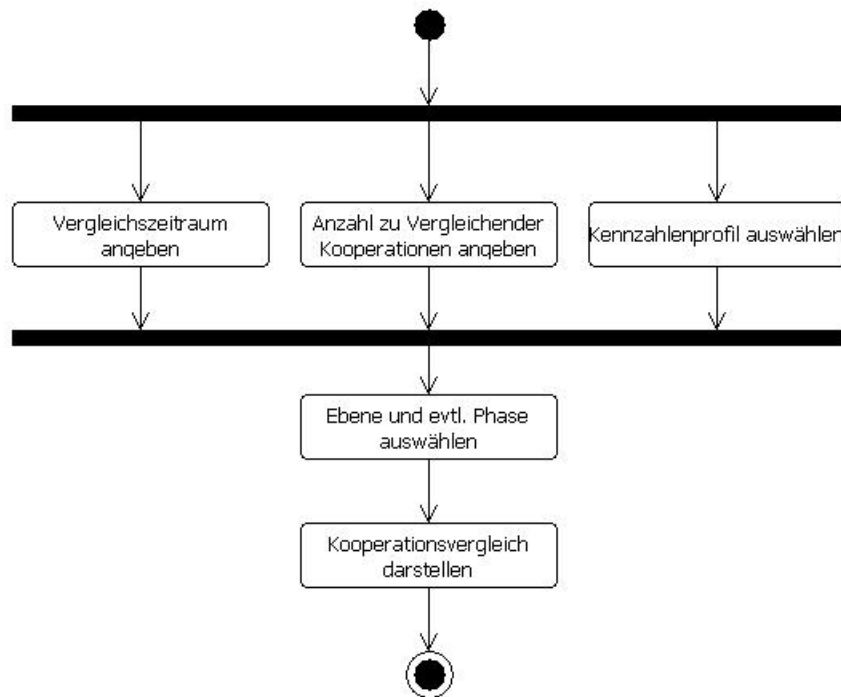 Vergleichszeitraum
angeben
Anzahl zu Vergleichender
Kooperationen angeben
Kennzahlenprofil auswählen
Ebene und evtl. Phase
auswählen
Kooperationsvergleich
darstellen